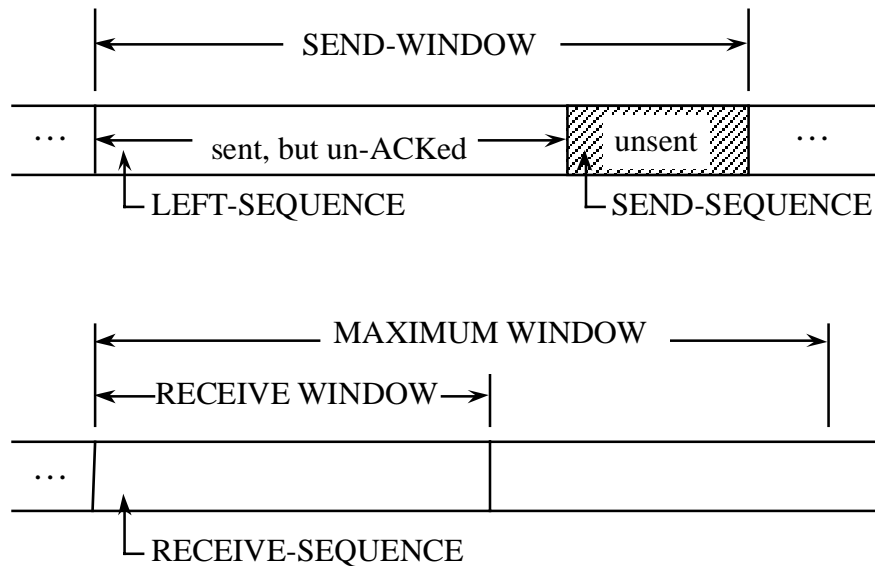 SEND-WINDOW
… sent, but un-ACKed unsent …
LEFT-SEQUENCE SEND-SEQUENCE
MAXIMUM WINDOW
RECEIVE WINDOW
…
RECEIVE-SEQUENCE